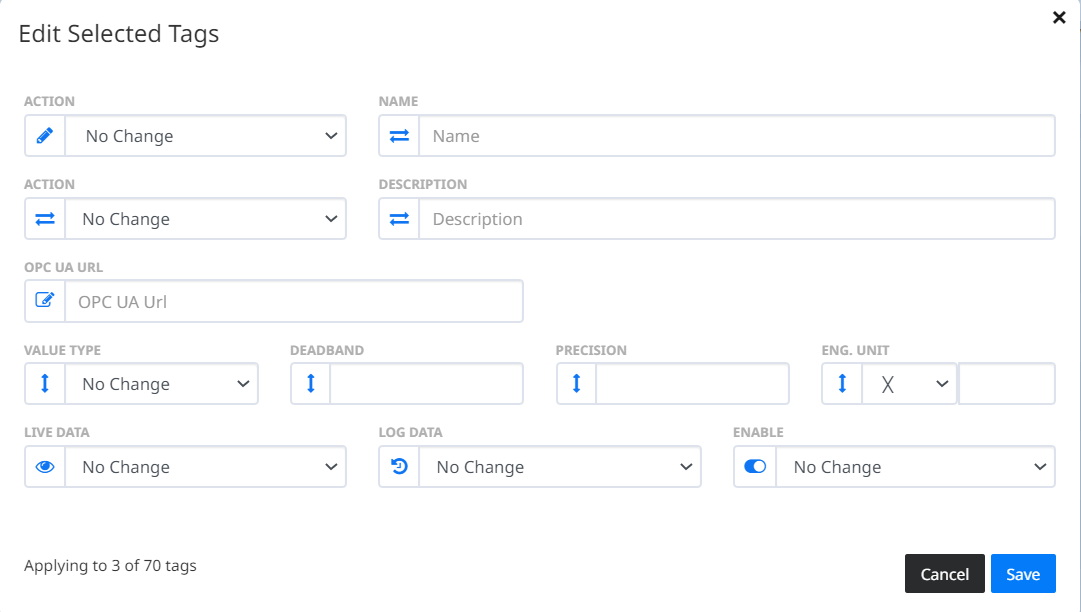 Edit Selected Tags
ACTION NAME
No Change Name
ACTION DESCRIPTION
No Change Description
OPC UA URL
OPC UA Url
VALUE TYPE DEADBAND PRECISION ENG. UNIT
No Change X
LIVE DATA LOG DATA ENABLE
No Change No Change No Change
Applying to 3 of 70 tags
Cancel Save